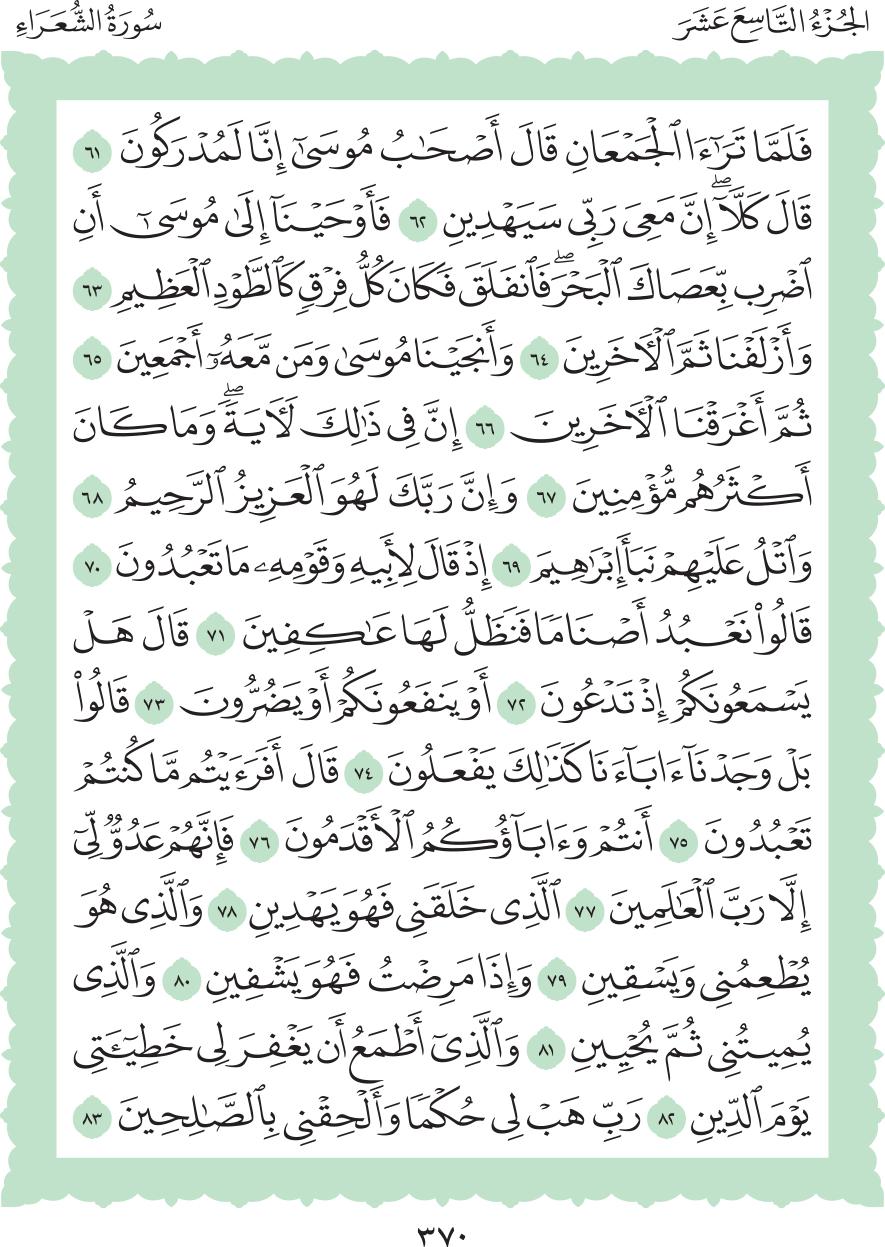 الجُزْءُ التَّاسِعَ عَشَرَ
سُورَةُ الشُّعَرَاءِ
فَلَمَّا تَرَٰٓءَا ٱلْجَمْعَانِ قَالَ أَصْحَٰبُ مُوسَىٰٓ إِنَّا لَمُدْرَكُونَ ٦١
قَالَ كَلَّآۖ إِنَّ مَعِىَ رَبِّى سَيَهْدِينِ ٦٢ فَأَوْحَيْنَآ إِلَىٰ مُوسَىٰٓ أَنِ
ٱضْرِب بِّعَصَاكَ ٱلْبَحْرَۖ فَٱنفَلَقَ فَكَانَ كُلُّ فِرْقٍ كَٱلطَّوْدِ ٱلْعَظِيمِ ٦٣
وَأَزْلَفْنَا ثَمَّ ٱلْأَخَرِينَ ٦٤ وَأَنجَيْنَا مُوسَىٰ وَمَن مَّعَهُۥٓ أَجْمَعِينَ ٦٥
ثُمَّ أَغْرَقْنَا ٱلْأَخَرِينَ ٦٦ إِنَّ فِى ذَٰلِكَ لَأٓيَةًۖ وَمَا كَانَ
أَكْثَرُهُم مُّؤْمِنِينَ ٦٧ وَإِنَّ رَبَّكَ لَهُوَ ٱلْعَزِيزُ ٱلرَّحِيمُ ٦٨
وَٱتْلُ عَلَيْهِمْ نَبَأَ إِبْرَٰهِيمَ ٦٩ إِذْ قَالَ لِأَبِيهِ وَقَوْمِهِۦ مَا تَعْبُدُونَ ٧٠
قَالُوا۟ نَعْبُدُ أَصْنَامًا فَنَظَلُّ لَهَا عَٰكِفِينَ ٧١ قَالَ هَلْ
يَسْمَعُونَكُمْ إِذْ تَدْعُونَ ٧٢ أَوْ يَنفَعُونَكُمْ أَوْ يَضُرُّونَ ٧٣ قَالُوا۟
بَلْ وَجَدْنَآ ءَابَآءَنَا كَذَٰلِكَ يَفْعَلُونَ ٧٤ قَالَ أَفَرَءَيْتُم مَّا كُنتُمْ
تَعْبُدُونَ ٧٥ أَنتُمْ وَءَابَآؤُكُمُ ٱلْأَقْدَمُونَ ٧٦ فَإِنَّهُمْ عَدُوٌّ لِّىٓ
إِلَّا رَبَّ ٱلْعَٰلَمِينَ ٧٧ ٱلَّذِى خَلَقَنِى فَهُوَ يَهْدِينِ ٧٨ وَٱلَّذِى هُوَ
يُطْعِمُنِى وَيَسْقِينِ ٧٩ وَإِذَا مَرِضْتُ فَهُوَ يَشْفِينِ ٨٠ وَٱلَّذِى
يُمِيتُنِى ثُمَّ يُحْيِينِ ٨١ وَٱلَّذِىٓ أَطْمَعُ أَن يَغْفِرَ لِى خَطِيٓـَٔتِى
يَوْمَ ٱلدِّينِ ٨٢ رَبِّ هَبْ لِى حُكْمًا وَأَلْحِقْنِى بِٱلصَّٰلِحِينَ ٨٣
٣٧٠